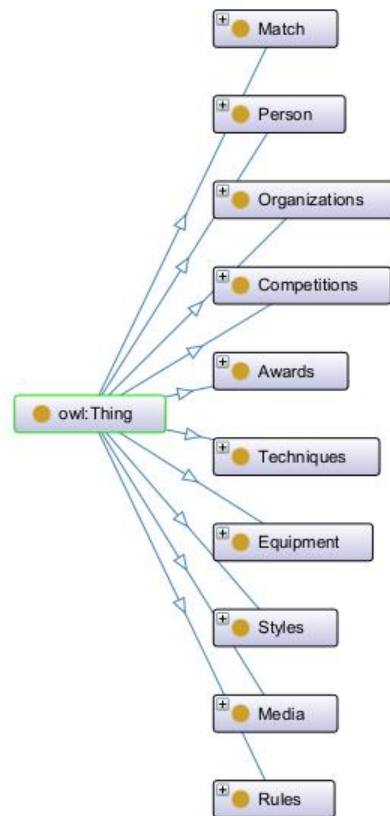 Match
Person
Organizations
Competitions
Awards
owl:Thing
Techniques
Equipment
Styles
Media
Rules